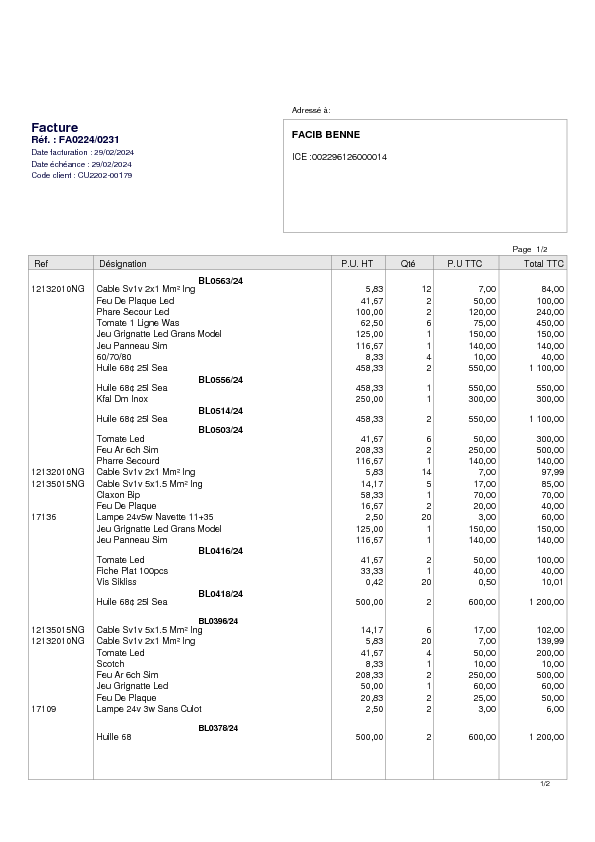 Adressé à:
Facture
Réf. : FA0224/0231
Date facturation : 29/02/2024
Date échéance : 29/02/2024
Code client : CU2202-00179
FACIB BENNE
ICE :002296126000014
Page 1/2
Ref Désignation P.U. HT Qté P.U TTC Total TTC
BL0563/24
12132010NG Cable Sv1v 2x1 Mm² Ing 5,83 12 7,00 84,00
Feu De Plaque Led 41,67 2 50,00 100,00
Phare Secour Led 100,00 2 120,00 240,00
Tomate 1 Ligne Was 62,50 6 75,00 450,00
Jeu Grignatte Led Grans Model 125,00 1 150,00 150,00
Jeu Panneau Sim 116,67 1 140,00 140,00
60/70/80 8,33 4 10,00 40,00
Huile 68¢ 25l Sea 458,33 2 550,00 1 100,00
BL0556/24
Huile 68¢ 25l Sea 458,33 1 550,00 550,00
Kfal Dm Inox 250,00 1 300,00 300,00
BL0514/24
Huile 68¢ 25l Sea 458,33 2 550,00 1 100,00
BL0503/24
Tomate Led 41,67 6 50,00 300,00
Feu Ar 6ch Sim 208,33 2 250,00 500,00
Pharre Secourd 116,67 1 140,00 140,00
12132010NG Cable Sv1v 2x1 Mm² Ing 5,83 14 7,00 97,99
12135015NG Cable Sv1v 5x1.5 Mm² Ing 14,17 5 17,00 85,00
Claxon Bip 58,33 1 70,00 70,00
Feu De Plaque 16,67 2 20,00 40,00
17136 Lampe 24v5w Navette 11+35 2,50 20 3,00 60,00
Jeu Grignatte Led Grans Model 125,00 1 150,00 150,00
Jeu Panneau Sim 116,67 1 140,00 140,00
BL0416/24
Tomate Led 41,67 2 50,00 100,00
Fiche Plat 100pcs 33,33 1 40,00 40,00
Vis Sikliss 0,42 20 0,50 10,01
BL0418/24
Huile 68¢ 25l Sea 500,00 2 600,00 1 200,00
BL0396/24
12135015NG Cable Sv1v 5x1.5 Mm² Ing 14,17 6 17,00 102,00
12132010NG Cable Sv1v 2x1 Mm² Ing 5,83 20 7,00 139,99
Tomate Led 41,67 4 50,00 200,00
Scotch 8,33 1 10,00 10,00
Feu Ar 6ch Sim 208,33 2 250,00 500,00
Jeu Grignatte Led 50,00 1 60,00 60,00
Feu De Plaque 20,83 2 25,00 50,00
17109 Lampe 24v 3w Sans Culot 2,50 2 3,00 6,00
BL0378/24
Huille 68 500,00 2 600,00 1 200,00
1/2